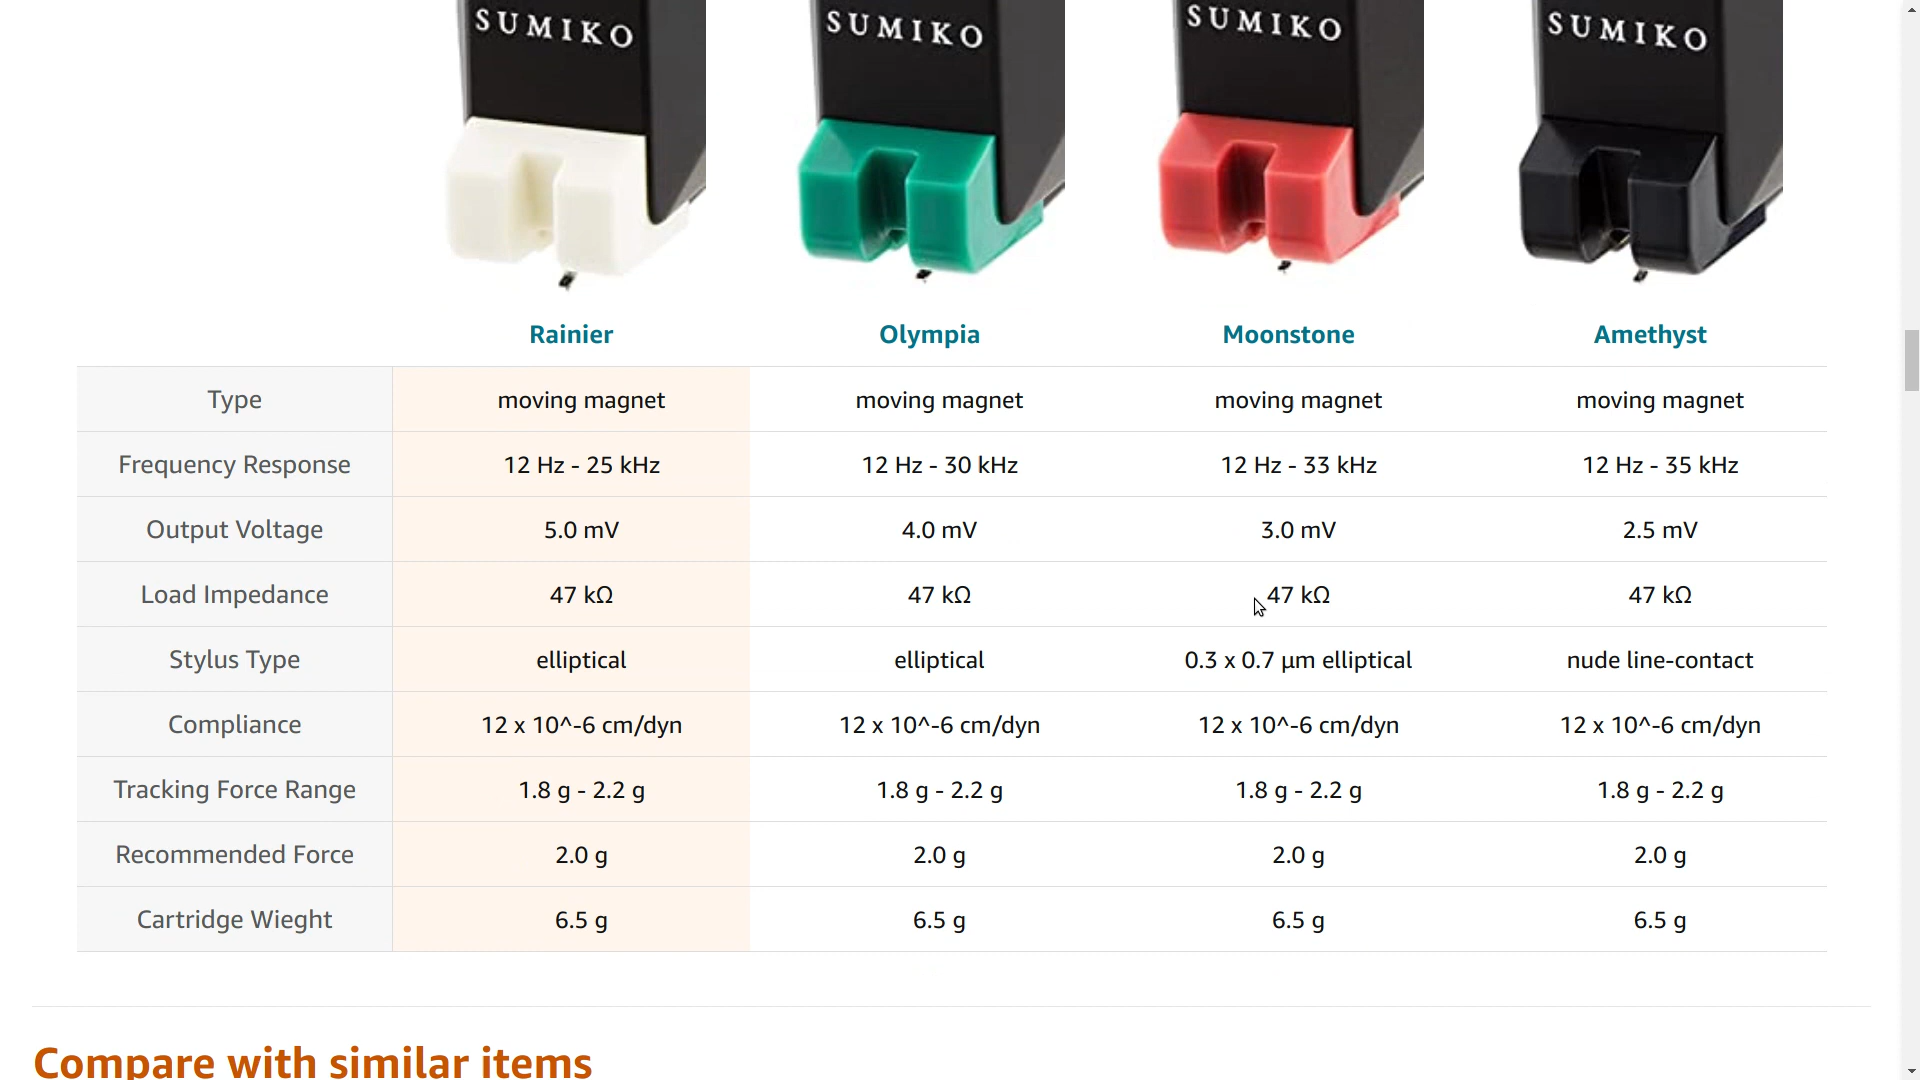 SUMIKO SUMIKO SUMIKO SUMIKO
Rainier Olympia Moonstone Amethyst
Type moving magnet moving magnet moving magnet moving magnet
Frequency Response 12 Hz - 25 kHz 12 Hz - 30 kHz 12 Hz - 33 kHz 12 Hz - 35 kHz
Output Voltage 5.0 mV 4.0 mV 3.0 mV 2.5 mV
Load Impedance 47 kΩ 47 kΩ 47 kΩ 47 kΩ
Stylus Type elliptical elliptical 0.3 x 0.7 µm elliptical nude line-contact
Compliance 12 x 10^-6 cm/dyn 12 x 10^-6 cm/dyn 12 x 10^-6 cm/dyn 12 x 10^-6 cm/dyn
Tracking Force Range 1.8 g - 2.2 g 1.8 g - 2.2 g 1.8 g - 2.2 g 1.8 g - 2.2 g
Recommended Force 2.0 g 2.0 g 2.0 g 2.0 g
Cartridge Wieght 6.5 g 6.5 g 6.5 g 6.5 g
Compare with similar items